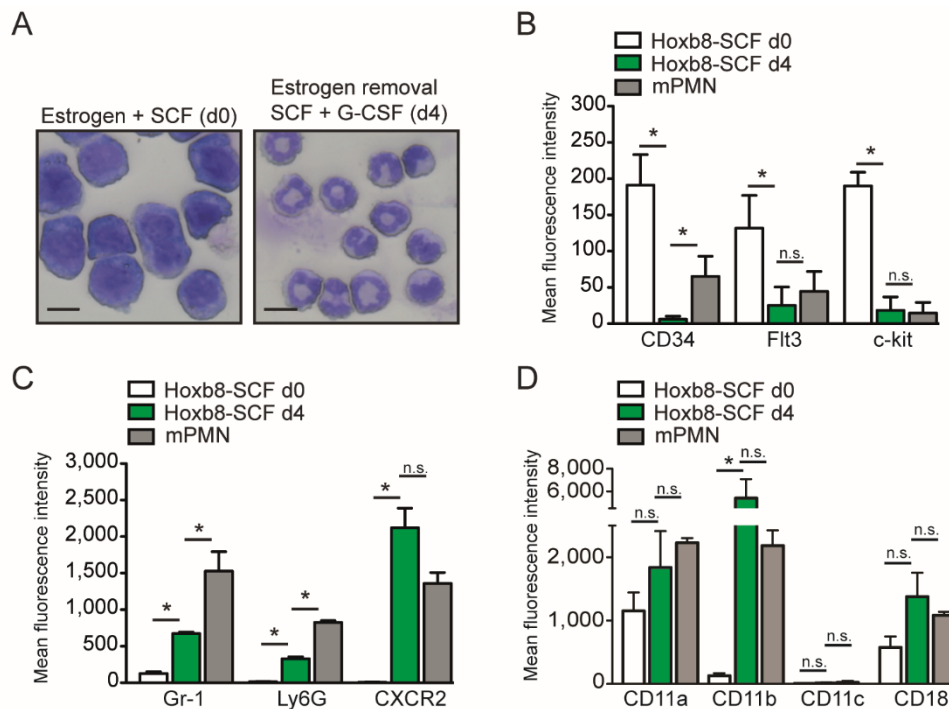 A
Estrogen + SCF (d0)
Estrogen removal
SCF + G-CSF (d4)
B
Hoxb8-SCF d0
Hoxb8-SCF d4
mPMN
Mean fluorescence intensity
300
250
200
150
100
50
0
*
*
*
n.s.
*
n.s.
CD34
Flt3
c-kit
C
Hoxb8-SCF d0
Hoxb8-SCF d4
mPMN
Mean fluorescence intensity
3,000
2,500
2,000
1,500
1,000
500
0
*
*
*
*
*
n.s.
Gr-1
Ly6G
CXCR2
D
Hoxb8-SCF d0
Hoxb8-SCF d4
mPMN
Mean fluorescence intensity
8,000
6,000
2,000
1,000
0
n.s.
n.s.
*
n.s.
n.s.
n.s.
n.s.
n.s.
CD11a
CD11b
CD11c
CD18